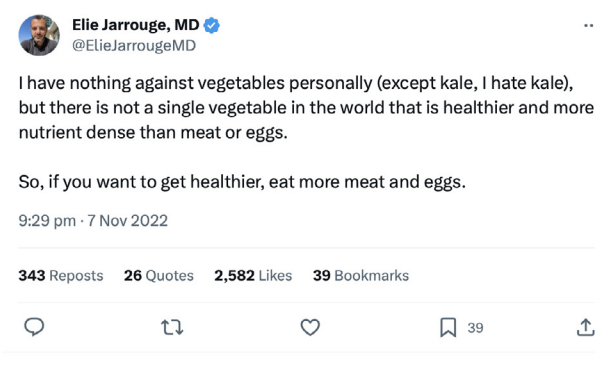 Elie Jarrouge, MD
@ElieJarrougeMD
I have nothing against vegetables personally (except kale, I hate kale),
but there is not a single vegetable in the world that is healthier and more
nutrient dense than meat or eggs.
So, if you want to get healthier, eat more meat and eggs.
9:29 pm · 7 Nov 2022
343 Reposts 26 Quotes 2,582 Likes 39 Bookmarks
39